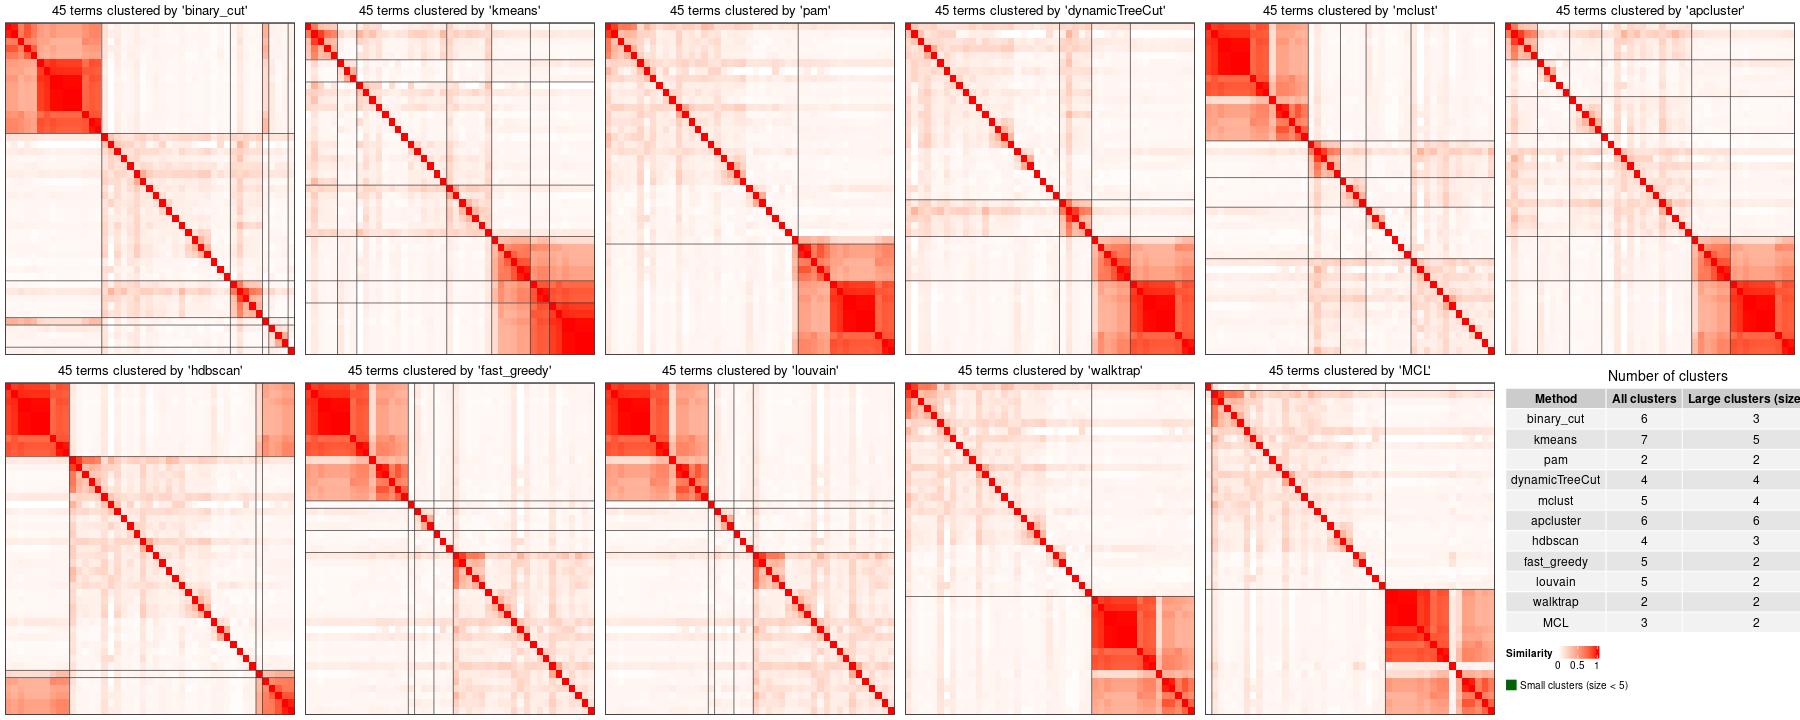 45 terms clustered by 'binary_cut'
45 terms clustered by 'kmeans'
45 terms clustered by 'pam'
45 terms clustered by 'dynamicTreeCut'
45 terms clustered by 'mclust'
45 terms clustered by 'apcluster'
45 terms clustered by 'hdbscan'
45 terms clustered by 'fast_greedy'
45 terms clustered by 'louvain'
45 terms clustered by 'walktrap'
45 terms clustered by 'MCL'
Number of clusters
Method All clusters Large clusters (size
binary_cut 6 3
kmeans 7 5
pam 2 2
dynamicTreeCut 4 4
mclust 5 4
apcluster 6 6
hdbscan 4 3
fast_greedy 5 2
louvain 5 2
walktrap 2 2
MCL 3 2
Similarity
0 0.5 1
Small clusters (size < 5)